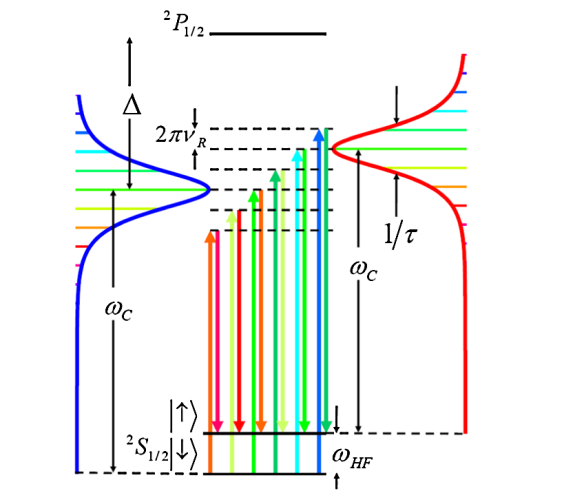 ²P₁/₂
Δ
2πν_R
1/τ
ω_C
ω_C
|↑⟩
²S₁/₂|↓⟩
ω_HF